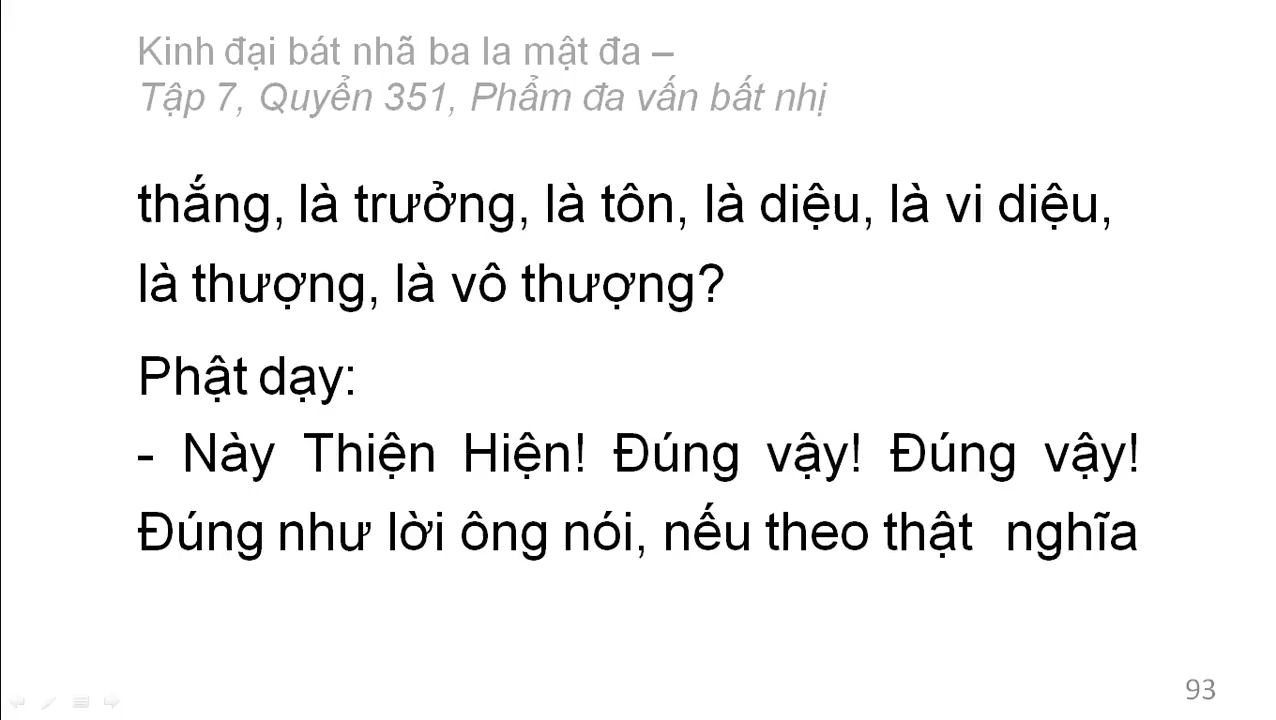 Kinh đại bát nhã ba la mật đa –
Tập 7, Quyển 351, Phẩm đa vấn bất nhị
thắng, là trưởng, là tôn, là diệu, là vi diệu,
là thượng, là vô thượng?
Phật dạy:
- Này Thiện Hiện! Đúng vậy! Đúng vậy!
Đúng như lời ông nói, nếu theo thật nghĩa
93